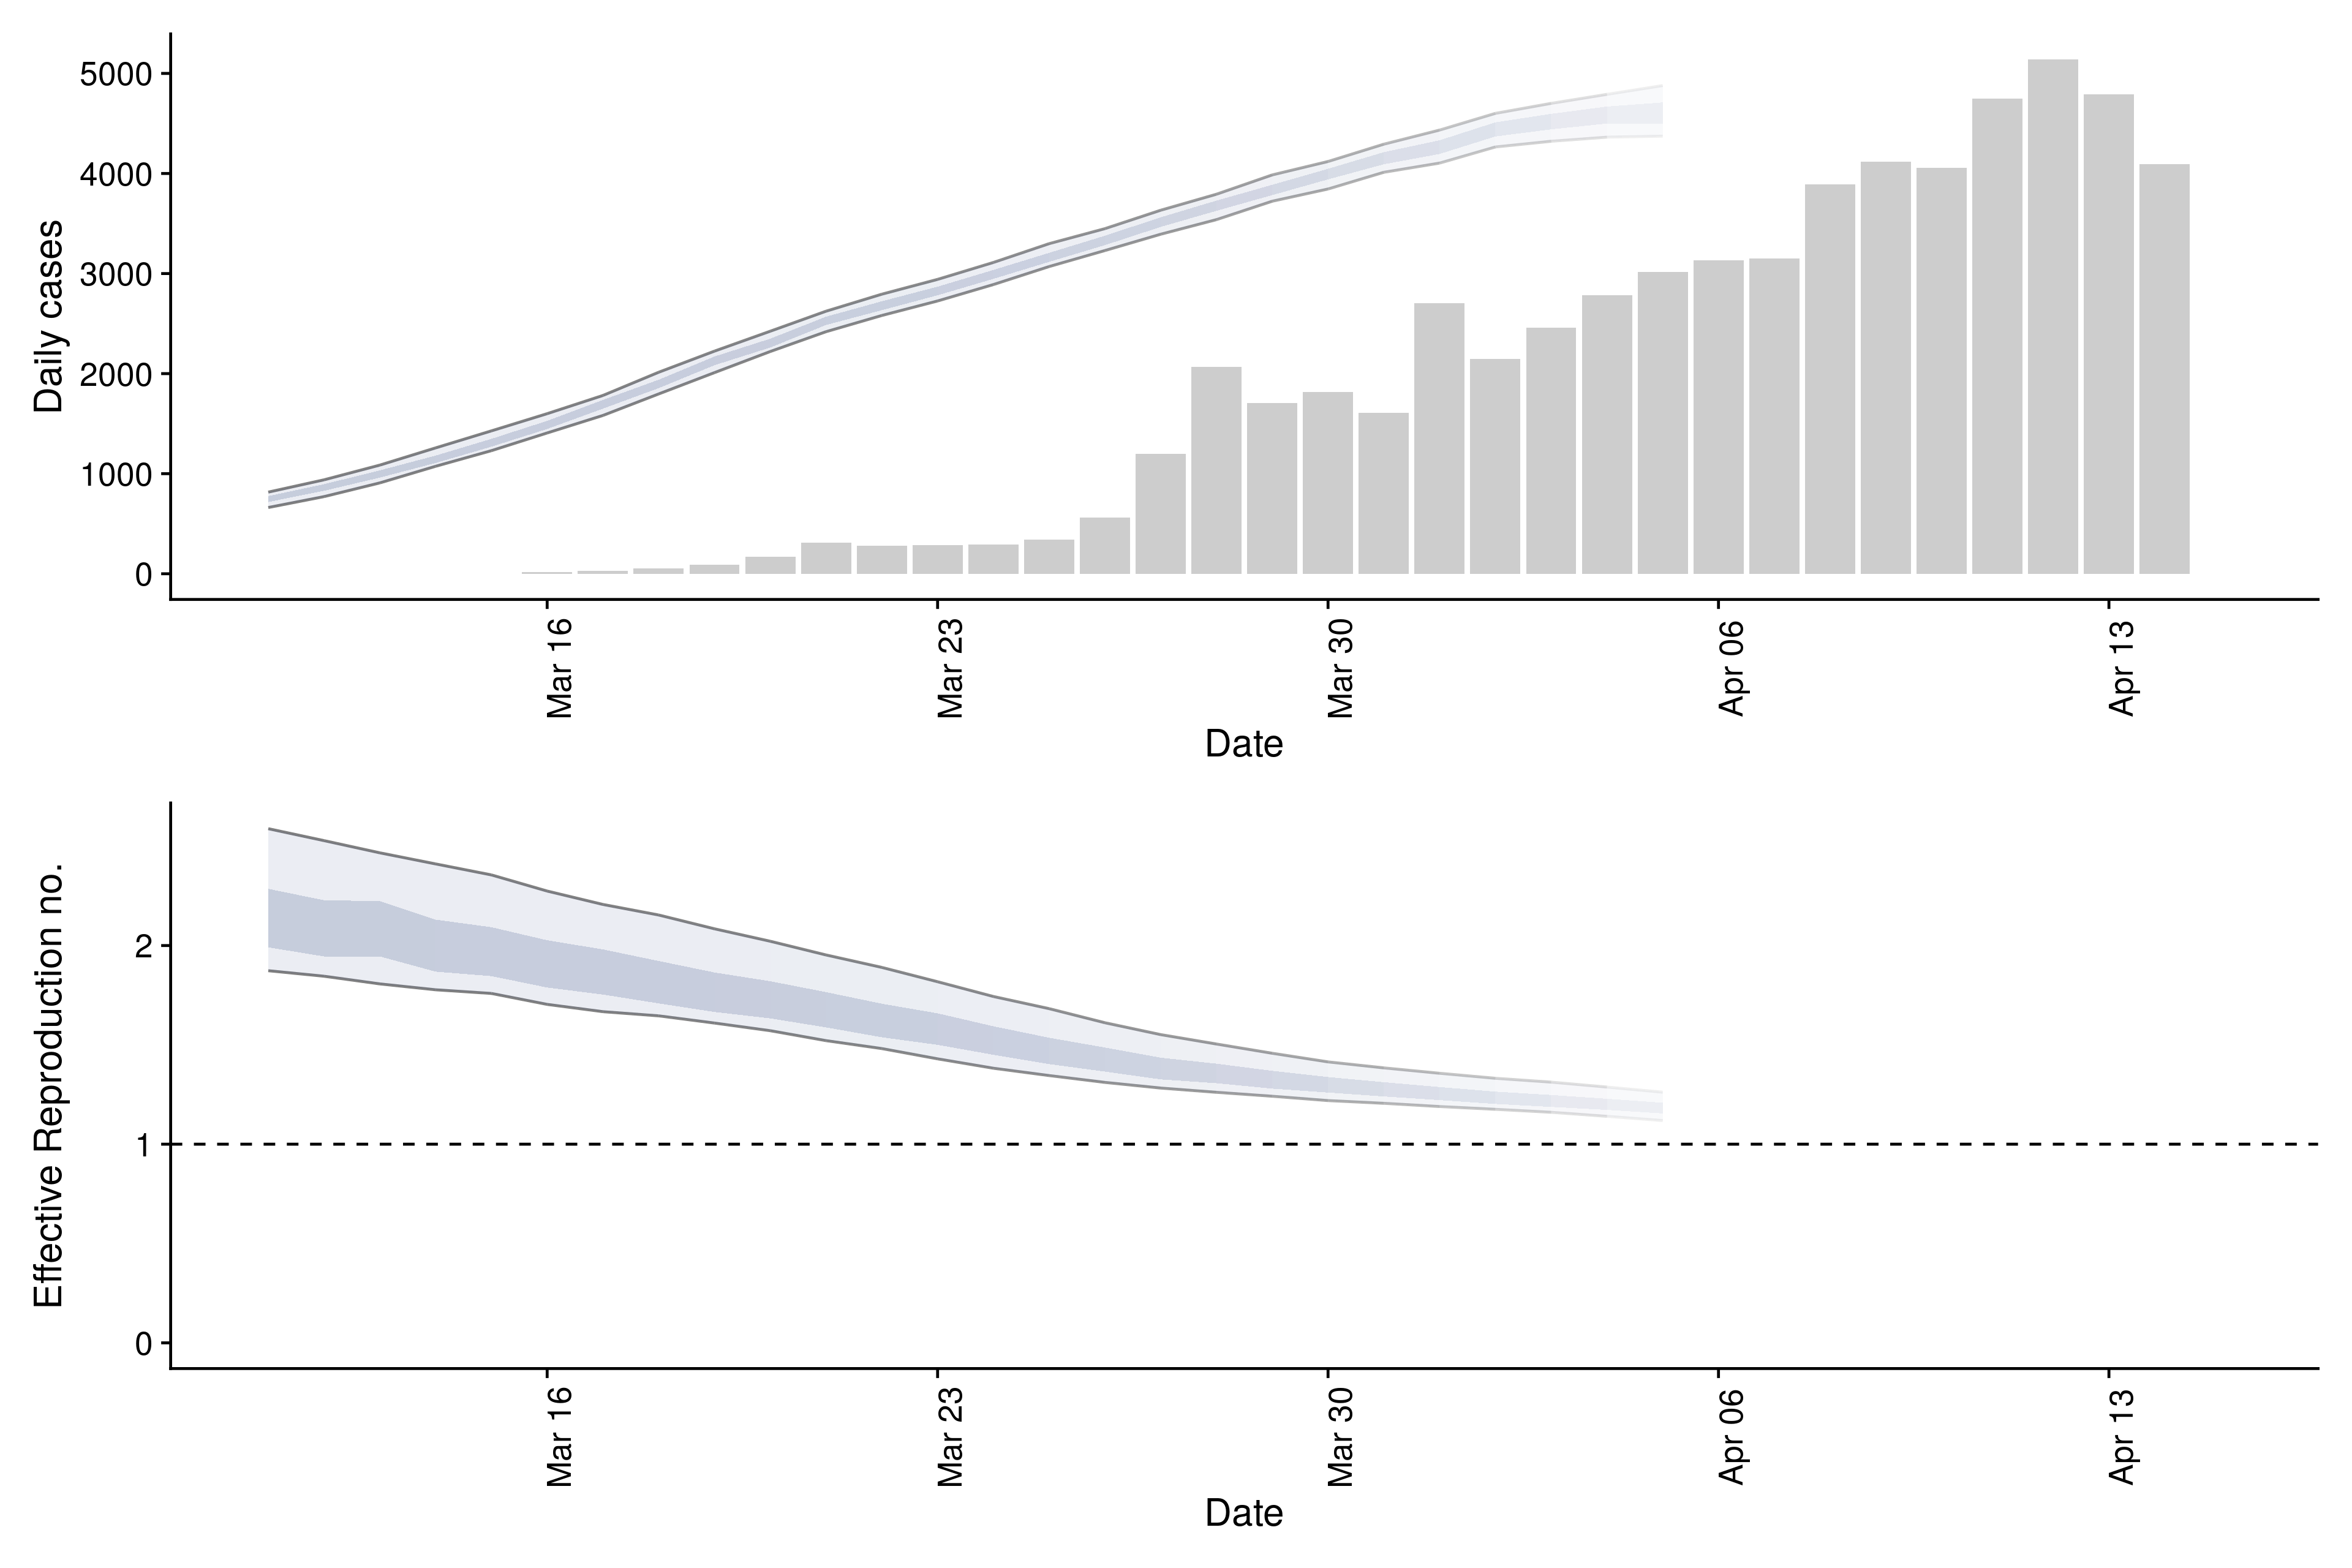 Daily cases
5000
4000
3000
2000
1000
0
Mar 16
Mar 23
Mar 30
Apr 06
Apr 13
Date
Effective Reproduction no.
2
1
0
Mar 16
Mar 23
Mar 30
Apr 06
Apr 13
Date